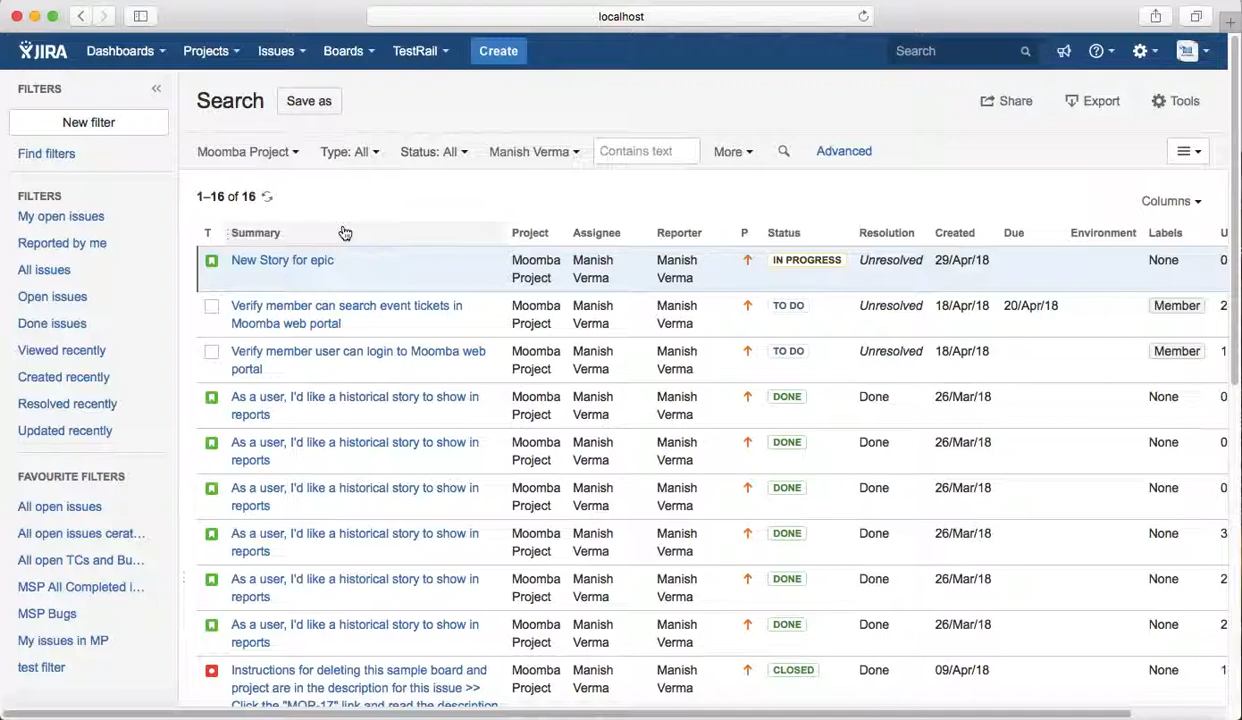 localhost
JIRA Dashboards Projects Issues Boards TestRail Create Search
FILTERS
New filter
Find filters
FILTERS
My open issues
Reported by me
All issues
Open issues
Done issues
Viewed recently
Created recently
Resolved recently
Updated recently
FAVOURITE FILTERS
All open issues
All open issues cerat...
All open TCs and Bu...
MSP All Completed i...
MSP Bugs
My issues in MP
test filter
Search Save as Share Export Tools
Moomba Project Type: All Status: All Manish Verma Contains text More Advanced
1–16 of 16
Columns
T Summary Project Assignee Reporter P Status Resolution Created Due Environment Labels U
New Story for epic Moomba Manish Manish IN PROGRESS Unresolved 29/Apr/18 None 0
Project Verma Verma
Verify member can search event tickets in Moomba Manish Manish TO DO Unresolved 18/Apr/18 20/Apr/18 Member 2
Moomba web portal Project Verma Verma
Verify member user can login to Moomba web Moomba Manish Manish TO DO Unresolved 18/Apr/18 Member 1
portal Project Verma Verma
As a user, I'd like a historical story to show in Moomba Manish Manish DONE Done 26/Mar/18 None 0
reports Project Verma Verma
As a user, I'd like a historical story to show in Moomba Manish Manish DONE Done 26/Mar/18 None 0
reports Project Verma Verma
As a user, I'd like a historical story to show in Moomba Manish Manish DONE Done 26/Mar/18 None 0
reports Project Verma Verma
As a user, I'd like a historical story to show in Moomba Manish Manish DONE Done 26/Mar/18 None 3
reports Project Verma Verma
As a user, I'd like a historical story to show in Moomba Manish Manish DONE Done 26/Mar/18 None 2
reports Project Verma Verma
As a user, I'd like a historical story to show in Moomba Manish Manish DONE Done 26/Mar/18 None 2
reports Project Verma Verma
Instructions for deleting this sample board and Moomba Manish Manish CLOSED Done 09/Apr/18 None 1
project are in the description for this issue >> Project Verma Verma
Click the "MOP-17" link and read the description